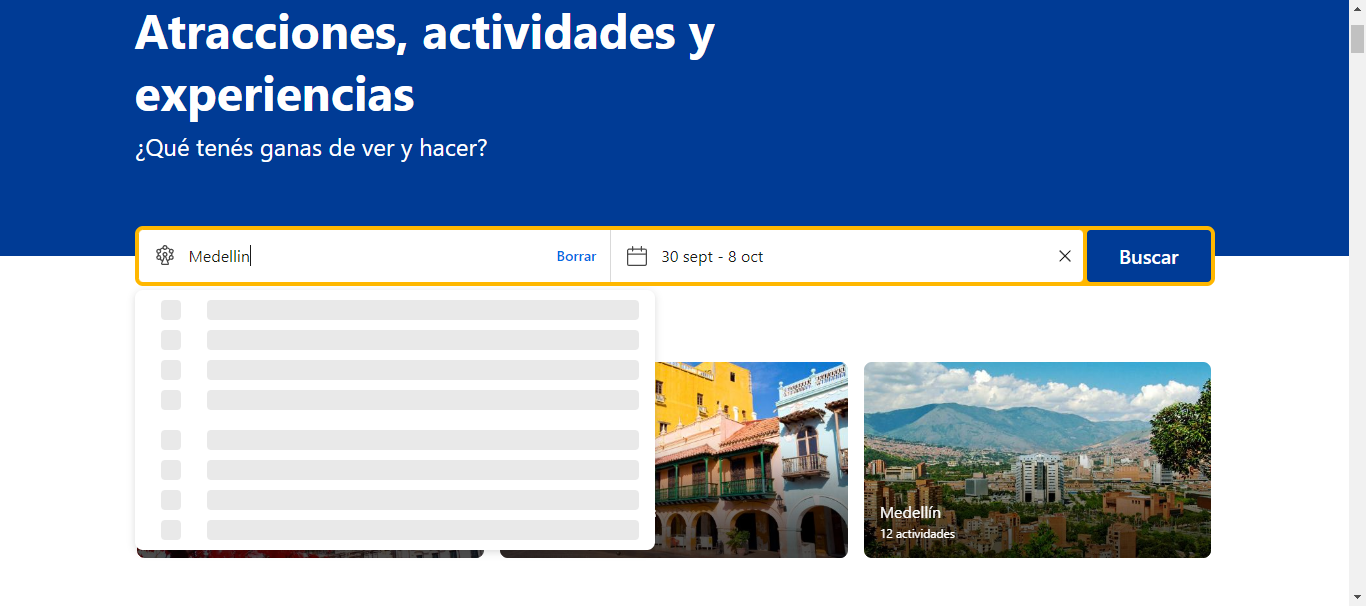 Atracciones, actividades y
experiencias
¿Qué tenés ganas de ver y hacer?
Medellin
Borrar
30 sept - 8 oct
Buscar
Medellín
12 actividades